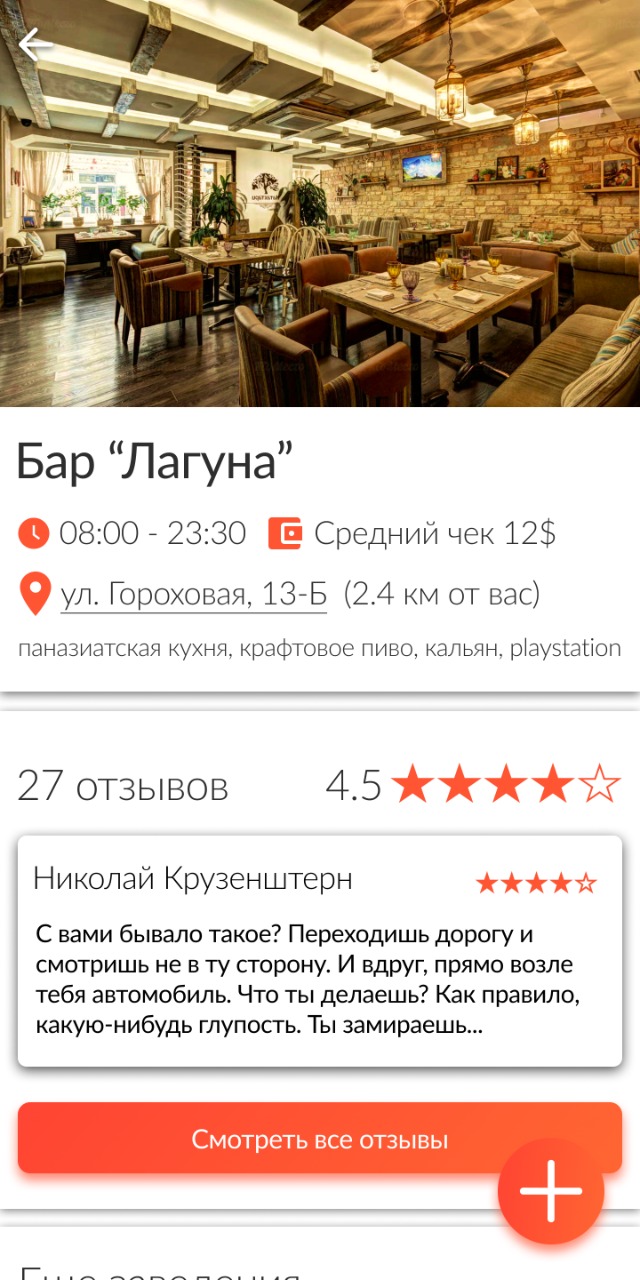 Бар “Лагуна”
08:00 - 23:30 Средний чек 12$
ул. Гороховая, 13-Б (2.4 км от вас)
паназиатская кухня, крафтовое пиво, кальян, playstation
27 отзывов 4.5
Николай Крузенштерн
С вами бывало такое? Переходишь дорогу и
смотришь не в ту сторону. И вдруг, прямо возле
тебя автомобиль. Что ты делаешь? Как правило,
какую-нибудь глупость. Ты замираешь...
Смотреть все отзывы
Еще заведения